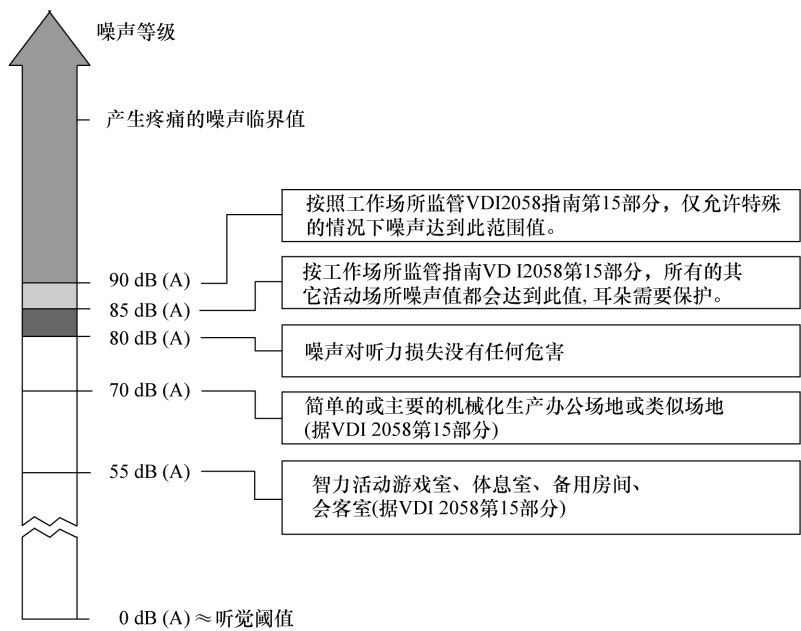 噪声等级
产生疼痛的噪声临界值
按照工作场所监管VDI2058指南第15部分，仅允许特殊
的情况下噪声达到此范围值。
90 dB (A)
按工作场所监管指南VD I2058第15部分，所有的其
它活动场所噪声值都会达到此值, 耳朵需要保护。
85 dB (A)
80 dB (A)
噪声对听力损失没有任何危害
70 dB (A)
简单的或主要的机械化生产办公场地或类似场地
(据VDI 2058第15部分)
55 dB (A)
智力活动游戏室、体息室、备用房间、
会客室(据VDI 2058第15部分)
0 dB (A) ≈ 听觉阈值